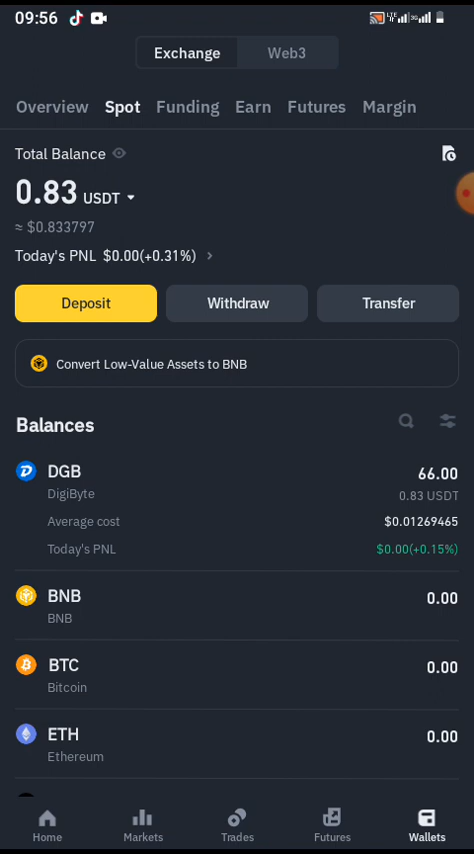 09:56
Exchange Web3
Overview Spot Funding Earn Futures Margin
Total Balance
0.83 USDT
≈ $0.833797
Today's PNL $0.00(+0.31%) >
Deposit Withdraw Transfer
Convert Low-Value Assets to BNB
Balances
DGB 66.00
DigiByte 0.83 USDT
Average cost $0.01269465
Today's PNL $0.00(+0.15%)
BNB 0.00
BNB
BTC 0.00
Bitcoin
ETH 0.00
Ethereum
Home Markets Trades Futures Wallets